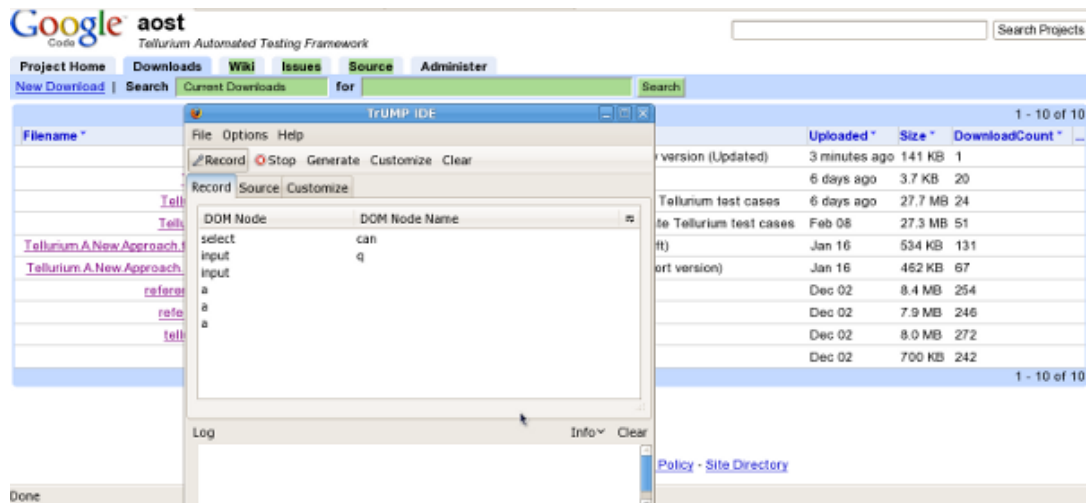 Google aost
Code Tellurium Automated Testing Framework
Search Projects
Project Home Downloads Wiki Issues Source Administer
New Download | Search Current Downloads for Search
TrUMP IDE
1 - 10 of 10
File Options Help
Filename Uploaded Size DownloadCount ...
Record Stop Generate Customize Clear
version (Updated) 3 minutes ago 141 KB 1
6 days ago 3.7 KB 20
Record Source Customize
Tell Tellurium test cases 6 days ago 27.7 MB 24
DOM Node DOM Node Name
Tellu te Tellurium test cases Feb 08 27.3 MB 51
select can
Tellurium.A.New.Approach.f ft) Jan 16 534 KB 131
input q
Tellurium.A.New.Approach. ort version) Jan 16 462 KB 67
input
a
referen Dec 02 8.4 MB 254
a
refe Dec 02 7.9 MB 246
a
tell Dec 02 8.0 MB 272
Dec 02 700 KB 242
1 - 10 of 10
Log Info Clear
Policy - Site Directory
Done